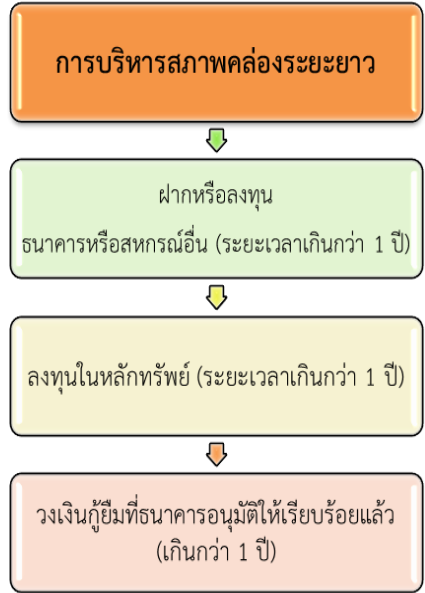 การบริหารสภาพคล่องระยะยาว
ฝากหรือลงทุน
ธนาคารหรือสหกรณ์อื่น (ระยะเวลาเกินกว่า 1 ปี)
ลงทุนในหลักทรัพย์ (ระยะเวลาเกินกว่า 1 ปี)
วงเงินกู้ยืมที่ธนาคารอนุมัติให้เรียบร้อยแล้ว
(เกินกว่า 1 ปี)